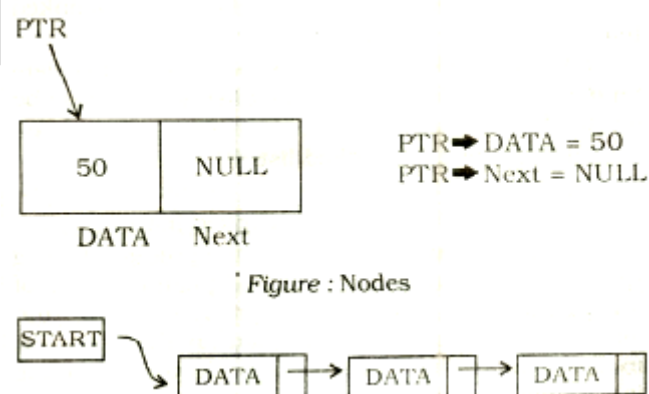 PTR
50 NULL
PTR➡DATA = 50
PTR➡Next = NULL
DATA Next
Figure : Nodes
START
DATA DATA DATA